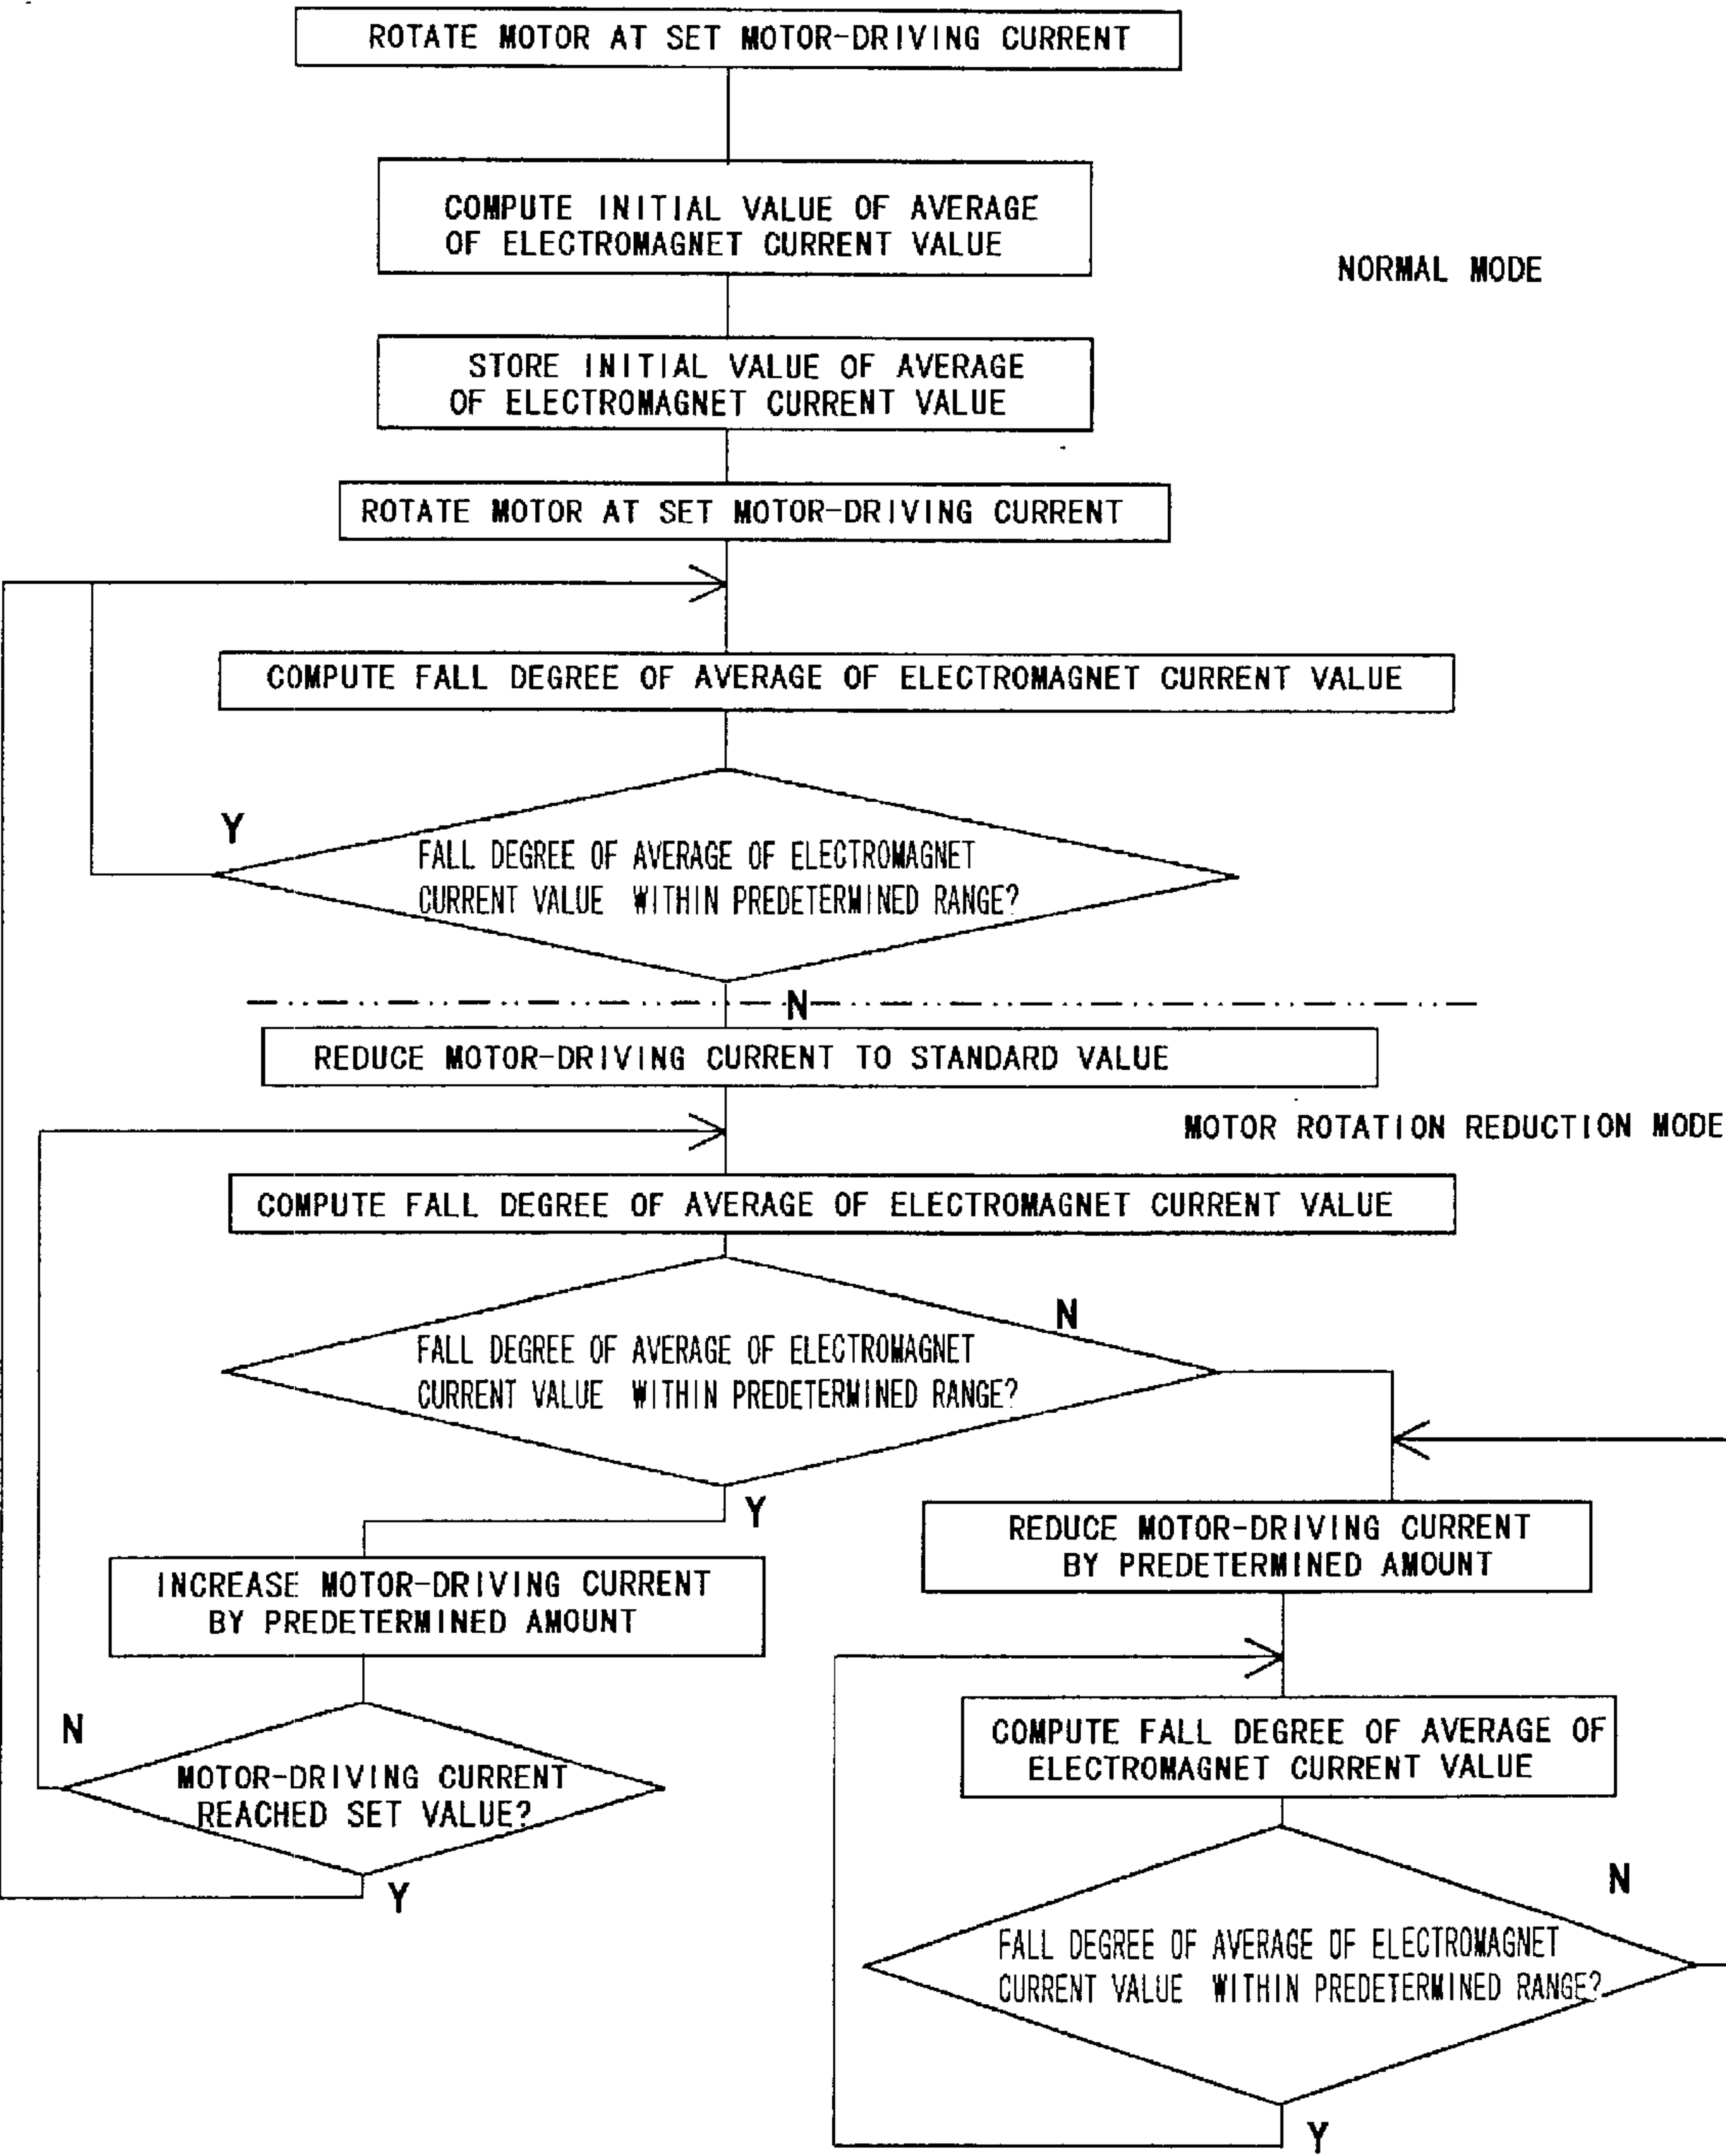 ROTATE MOTOR AT SET MOTOR-DRIVING CURRENT
COMPUTE INITIAL VALUE OF AVERAGE
OF ELECTROMAGNET CURRENT VALUE
NORMAL MODE
STORE INITIAL VALUE OF AVERAGE
OF ELECTROMAGNET CURRENT VALUE
ROTATE MOTOR AT SET MOTOR-DRIVING CURRENT
COMPUTE FALL DEGREE OF AVERAGE OF ELECTROMAGNET CURRENT VALUE
Y
FALL DEGREE OF AVERAGE OF ELECTROMAGNET
CURRENT VALUE WITHIN PREDETERMINED RANGE?
N
REDUCE MOTOR-DRIVING CURRENT TO STANDARD VALUE
MOTOR ROTATION REDUCTION MODE
COMPUTE FALL DEGREE OF AVERAGE OF ELECTROMAGNET CURRENT VALUE
N
FALL DEGREE OF AVERAGE OF ELECTROMAGNET
CURRENT VALUE WITHIN PREDETERMINED RANGE?
Y
INCREASE MOTOR-DRIVING CURRENT
BY PREDETERMINED AMOUNT
N
MOTOR-DRIVING CURRENT
REACHED SET VALUE?
Y
REDUCE MOTOR-DRIVING CURRENT
BY PREDETERMINED AMOUNT
COMPUTE FALL DEGREE OF AVERAGE OF
ELECTROMAGNET CURRENT VALUE
N
FALL DEGREE OF AVERAGE OF ELECTROMAGNET
CURRENT VALUE WITHIN PREDETERMINED RANGE?
Y